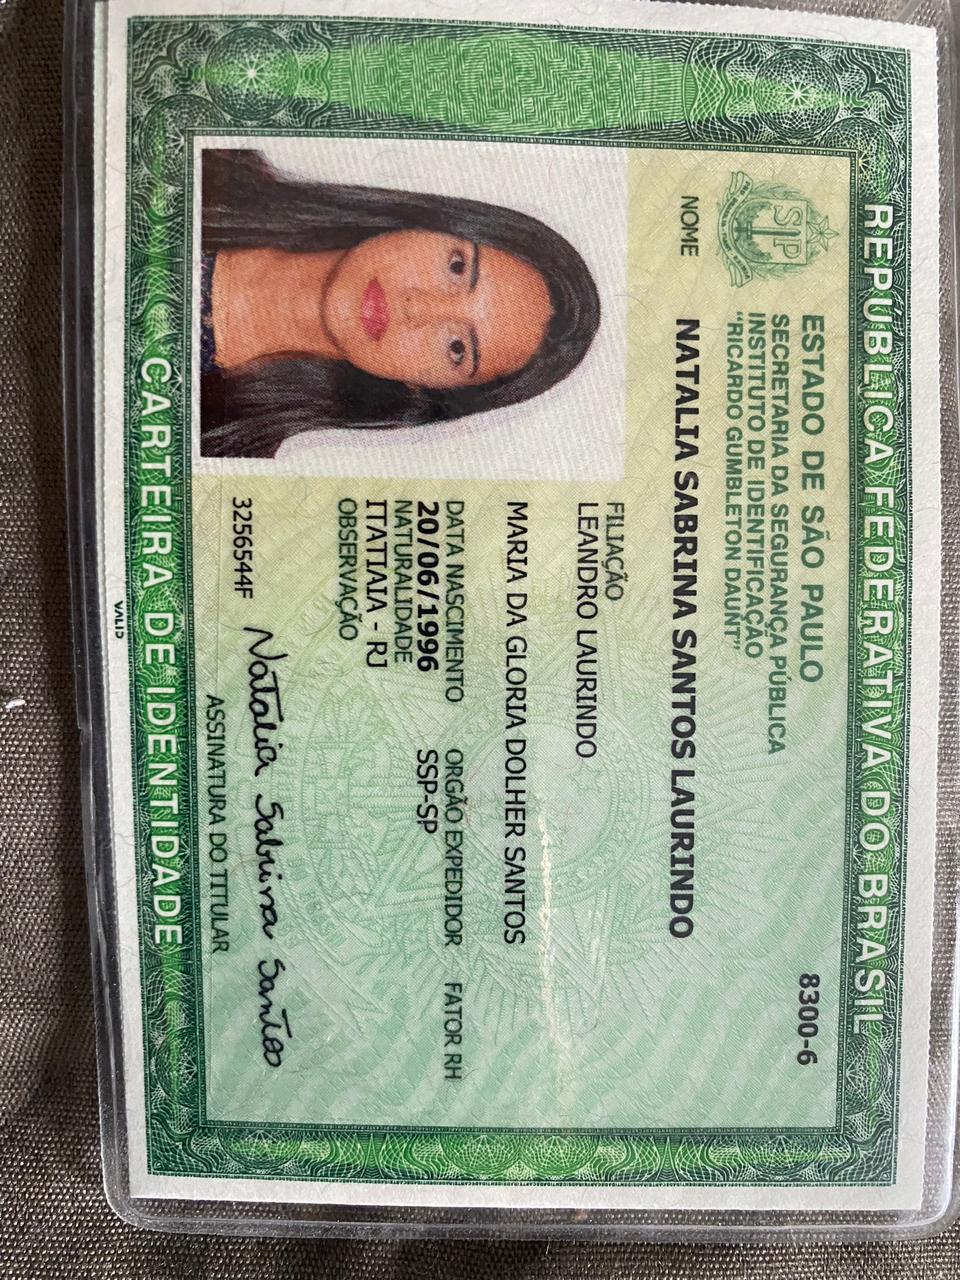 REPÚBLICA FEDERATIVA DO BRASIL
8300-6
ESTADO DE SÃO PAULO
SECRETARIA DA SEGURANÇA PÚBLICA
INSTITUTO DE IDENTIFICAÇÃO
"RICARDO GUMBLETON DAUNT"
SP
NOME NATALIA SABRINA SANTOS LAURINDO
FILIAÇÃO
LEANDRO LAURINDO
MARIA DA GLORIA DOLHER SANTOS
DATA NASCIMENTO ORGÃO EXPEDIDOR FATOR RH
20/06/1996 SSP-SP
NATURALIDADE
ITATIAIA - RJ
OBSERVAÇÃO
3256544F Natalia Sabrina Santos
ASSINATURA DO TITULAR
CARTEIRA DE IDENTIDADE
VALID